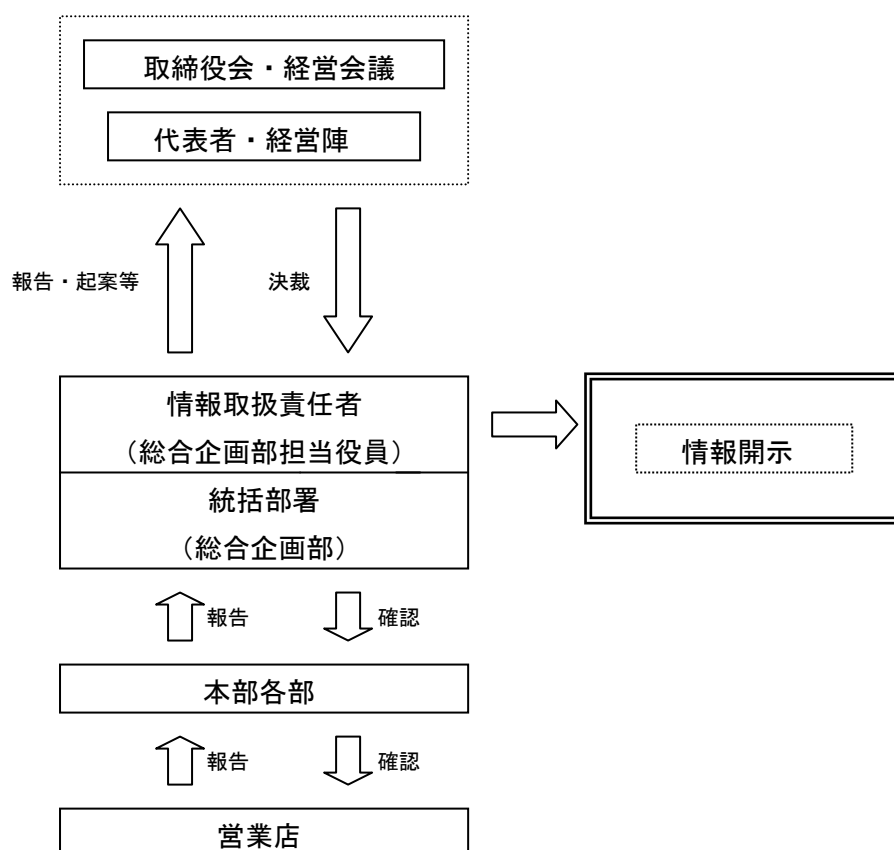 取締役会・経営会議
代表者・経営陣
報告・起案等
決裁
情報取扱責任者
（総合企画部担当役員）
統括部署
（総合企画部）
情報開示
報告
確認
本部各部
報告
確認
営業店